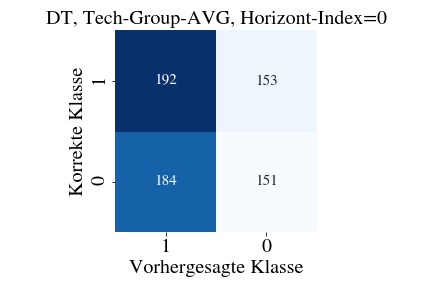 DT, Tech-Group-AVG, Horizont-Index=0
Korrekte Klasse
1
192
153
0
184
151
1
0
Vorhergesagte Klasse